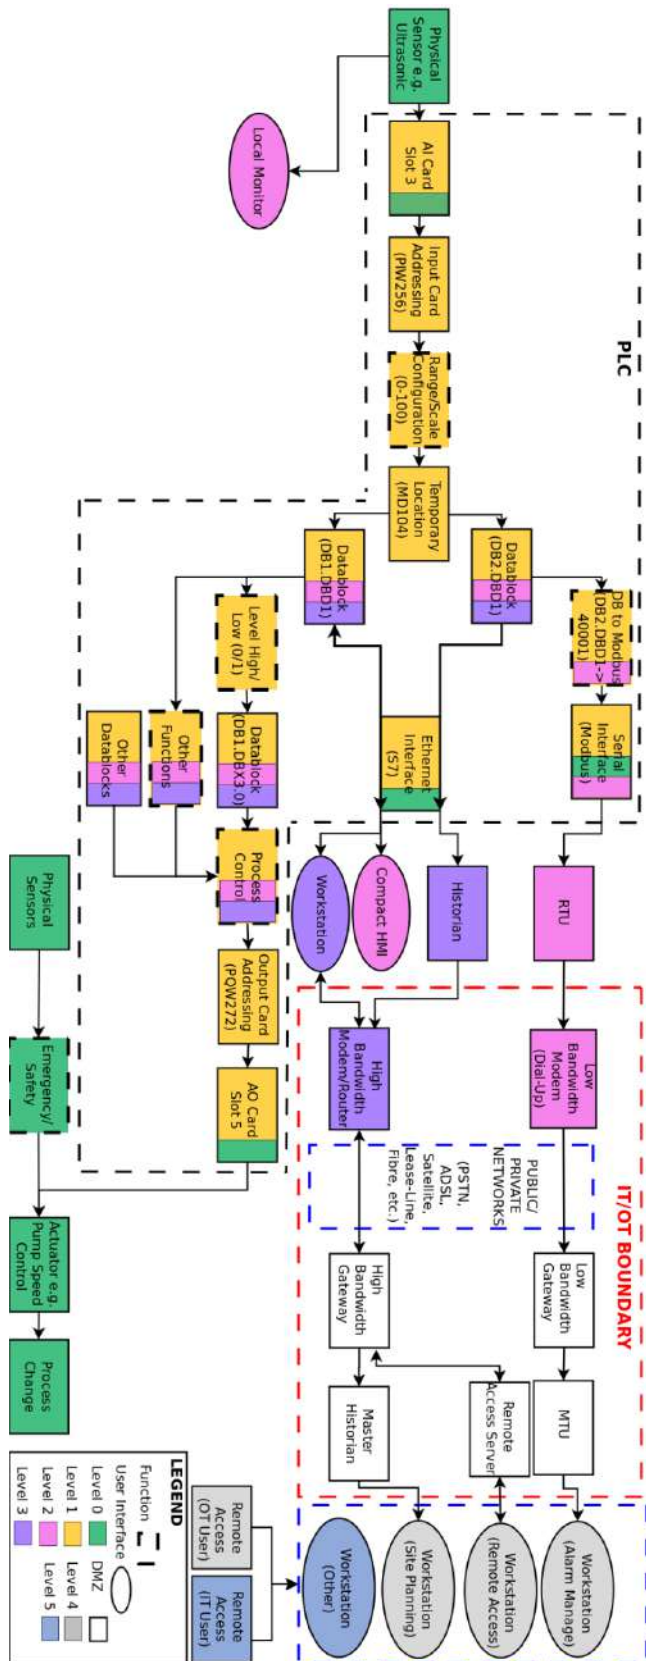 Physical
Sensor e.g.
Ultrasonic
Local Monitor
PLC
AI Card
Slot 3
Input Card
Addressing
(PIW256)
Range/Scale
Configuration
(0-100)
Temporary
Location
(MD104)
DB to Modbus
(DB2.DBD1->
40001)
Serial
Interface
(Modbus)
Datablock
(DB2.DBD1)
Datablock
(DB1.DBD1)
Ethernet
Interface
(S7)
Level High/
Low (0/1)
Datablock
(DB1.DBX3.0)
Other
Functions
Other
Datablocks
Process
Control
Output Card
Addressing
(PQW272)
AO Card
Slot 5
RTU
Historian
Compact HMI
Workstation
Physical
Sensors
Emergency/
Safety
Actuator e.g.
Pump Speed
Control
Process
Change
IT/OT BOUNDARY
Low
Bandwidth
Modem
(Dial-Up)
High
Bandwidth
Modem/Router
PUBLIC/
PRIVATE
NETWORKS
(PSTN,
ADSL,
Satellite,
Lease-Line,
Fibre, etc.)
Low
Bandwidth
Gateway
High
Bandwidth
Gateway
MTU
Remote
Access Server
Master
Historian
Workstation
(Alarm Manage)
Workstation
(Remote Access)
Workstation
(Site Planning)
Workstation
(Other)
Remote
Access
(OT User)
Remote
Access
(IT User)
LEGEND
Function
User Interface
Level 0
DMZ
Level 1
Level 4
Level 2
Level 5
Level 3